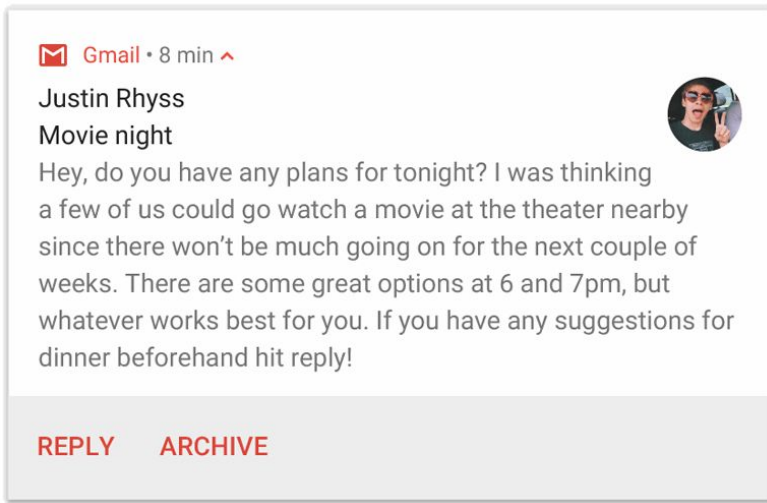 Gmail • 8 min
Justin Rhyss
Movie night
Hey, do you have any plans for tonight? I was thinking
a few of us could go watch a movie at the theater nearby
since there won’t be much going on for the next couple of
weeks. There are some great options at 6 and 7pm, but
whatever works best for you. If you have any suggestions for
dinner beforehand hit reply!
REPLY ARCHIVE